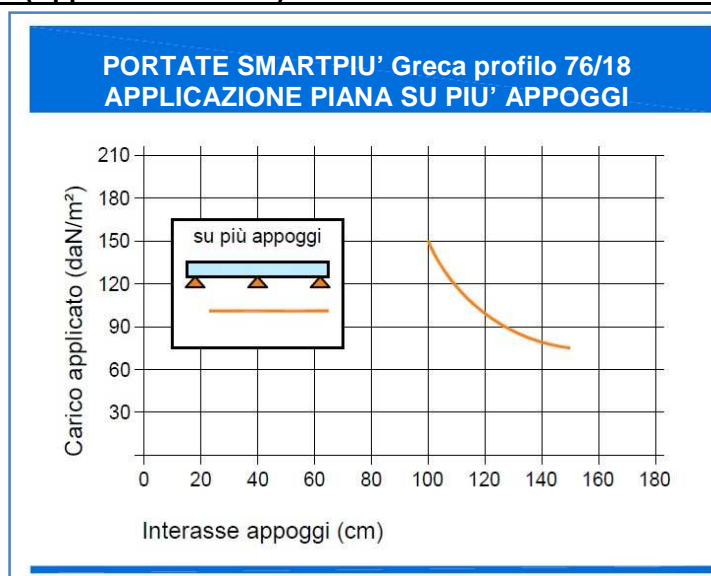 PORTATE SMARTPIU' Greca profilo 76/18
APPLICAZIONE PIANA SU PIU' APPOGGI
Carico applicato (daN/m²)
210
180
150
120
90
60
30
su più appoggi
0 20 40 60 80 100 120 140 160 180
Interasse appoggi (cm)